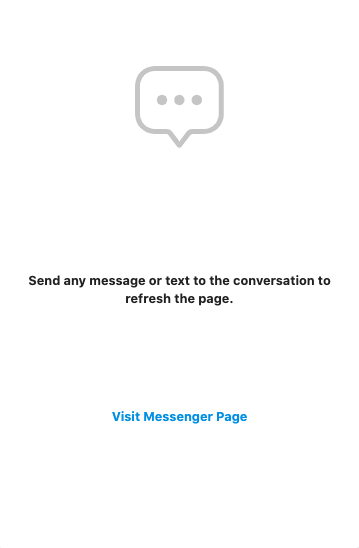 Send any message or text to the conversation to
refresh the page.
Visit Messenger Page